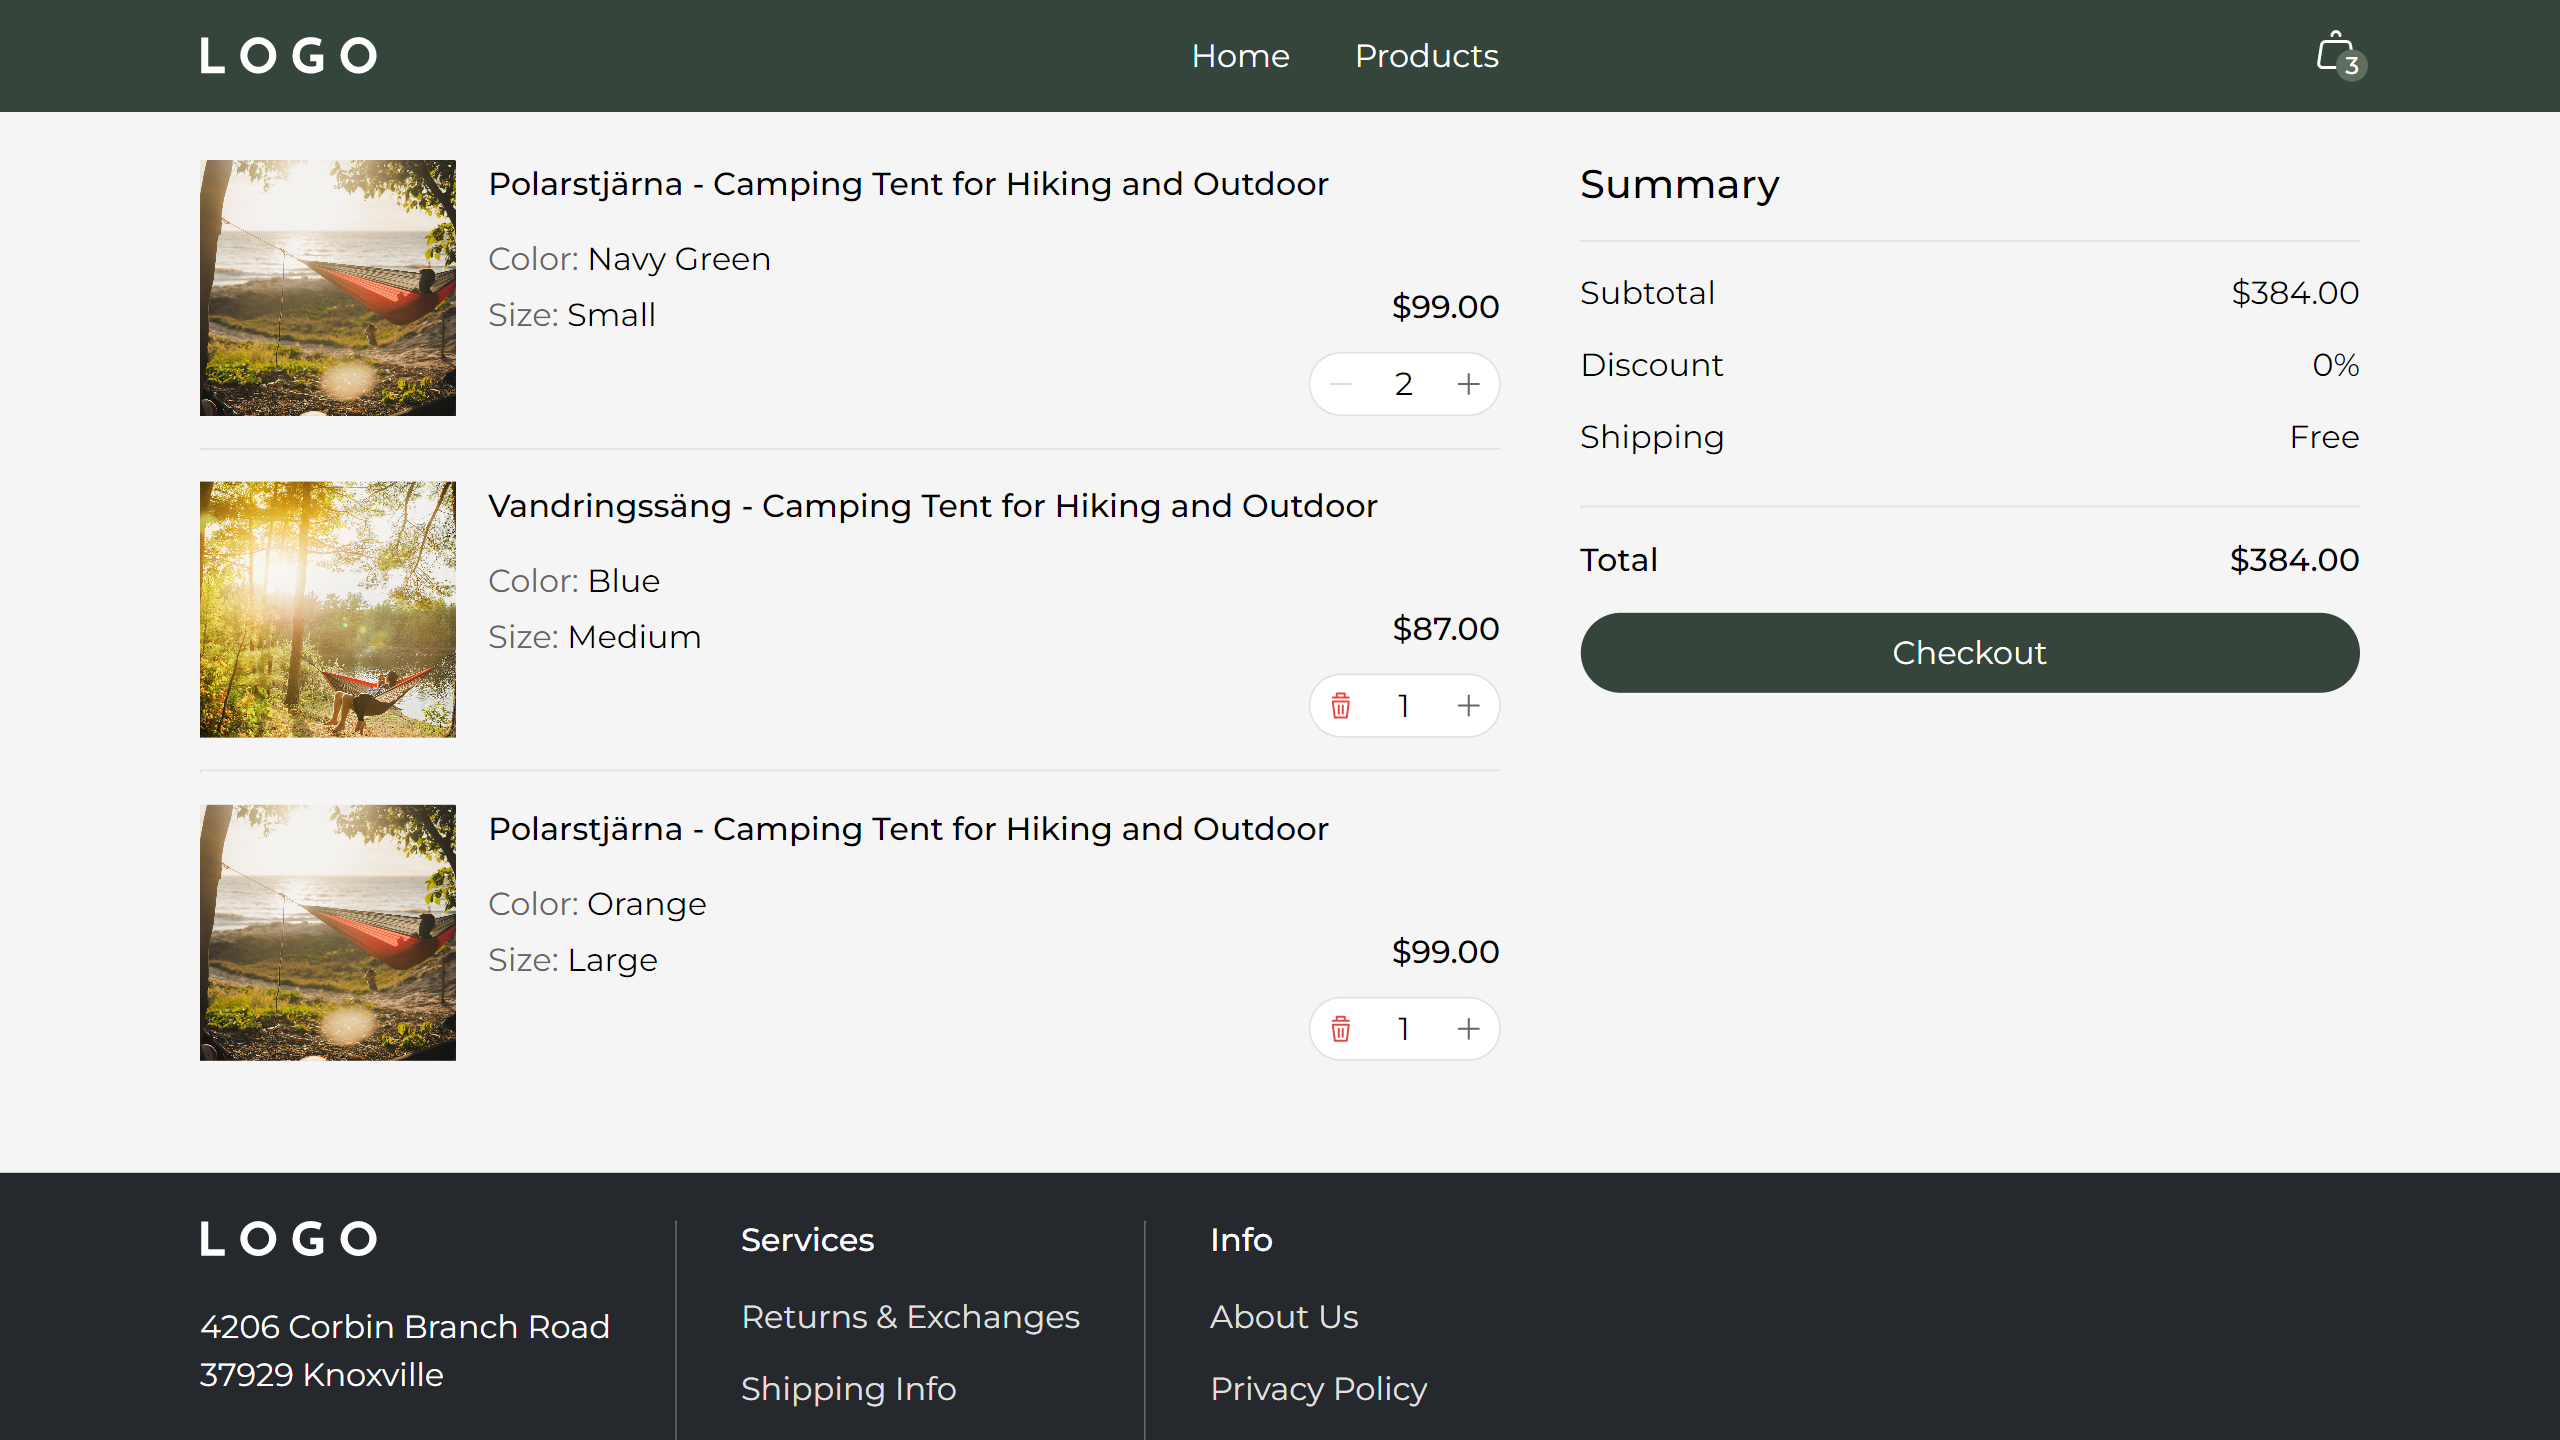 LOGO
Home
Products
3
Polarstjärna - Camping Tent for Hiking and Outdoor
Color: Navy Green
Size: Small
$99.00
2
Vandringssäng - Camping Tent for Hiking and Outdoor
Color: Blue
Size: Medium
$87.00
1
Polarstjärna - Camping Tent for Hiking and Outdoor
Color: Orange
Size: Large
$99.00
1
Summary
Subtotal $384.00
Discount 0%
Shipping Free
Total $384.00
Checkout
LOGO
4206 Corbin Branch Road
37929 Knoxville
Services
Returns & Exchanges
Shipping Info
Info
About Us
Privacy Policy